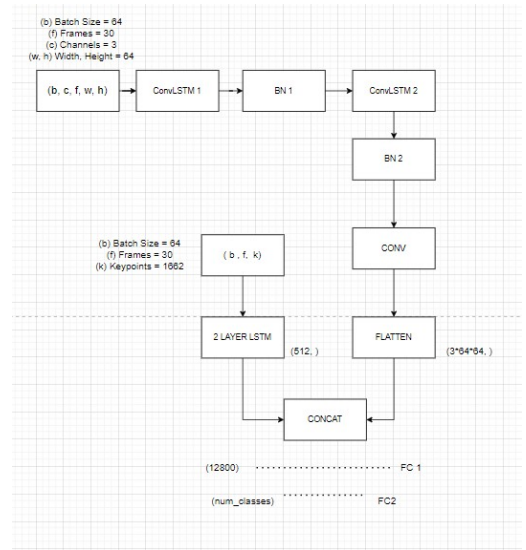 (b) Batch Size = 64
(f) Frames = 30
(c) Channels = 3
(w, h) Width, Height = 64
(b, c, f, w, h)
ConvLSTM 1
BN 1
ConvLSTM 2
BN 2
(b) Batch Size = 64
(f) Frames = 30
(k) Keypoints = 1662
( b , f, k)
CONV
2 LAYER LSTM
(512, )
FLATTEN
(3*64*64, )
CONCAT
(12800)
FC 1
(num_classes)
FC2